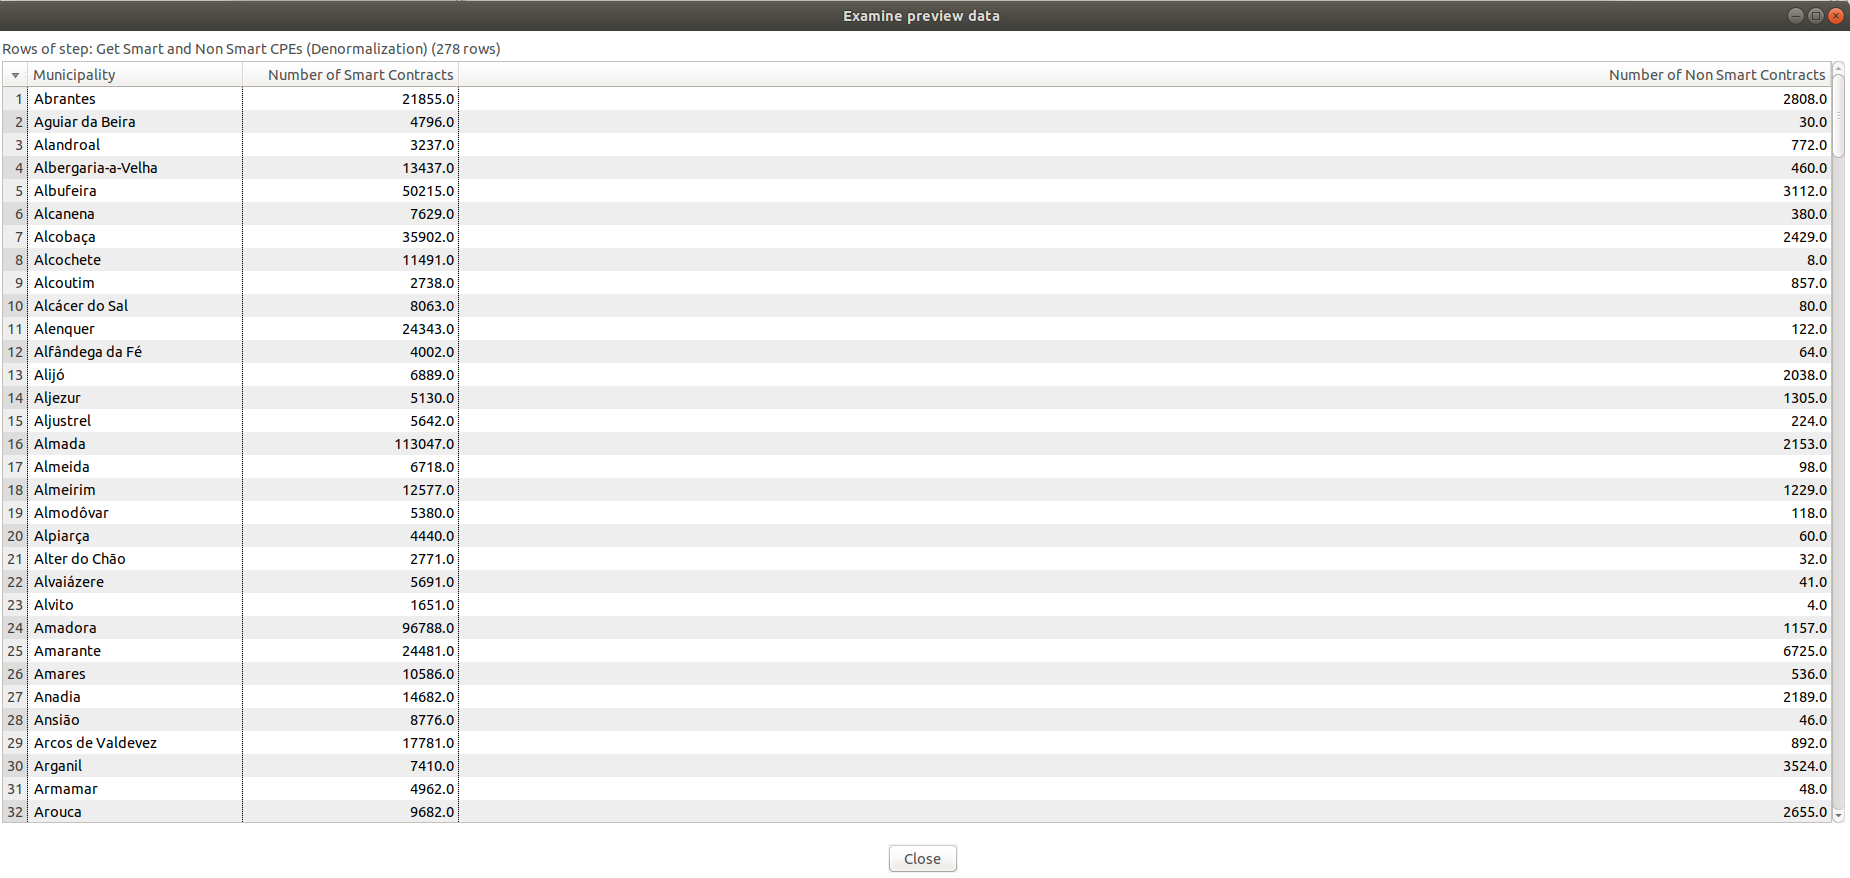 Examine preview data
Rows of step: Get Smart and Non Smart CPEs (Denormalization) (278 rows)
Municipality Number of Smart Contracts Number of Non Smart Contracts
1 Abrantes 21855.0 2808.0
2 Aguiar da Beira 4796.0 30.0
3 Alandroal 3237.0 772.0
4 Albergaria-a-Velha 13437.0 460.0
5 Albufeira 50215.0 3112.0
6 Alcanena 7629.0 380.0
7 Alcobaça 35902.0 2429.0
8 Alcochete 11491.0 8.0
9 Alcoutim 2738.0 857.0
10 Alcácer do Sal 8063.0 80.0
11 Alenquer 24343.0 122.0
12 Alfândega da Fé 4002.0 64.0
13 Alijó 6889.0 2038.0
14 Aljezur 5130.0 1305.0
15 Aljustrel 5642.0 224.0
16 Almada 113047.0 2153.0
17 Almeida 6718.0 98.0
18 Almeirim 12577.0 1229.0
19 Almodôvar 5380.0 118.0
20 Alpiarça 4440.0 60.0
21 Alter do Chão 2771.0 32.0
22 Alvaiázere 5691.0 41.0
23 Alvito 1651.0 4.0
24 Amadora 96788.0 1157.0
25 Amarante 24481.0 6725.0
26 Amares 10586.0 536.0
27 Anadia 14682.0 2189.0
28 Ansião 8776.0 46.0
29 Arcos de Valdevez 17781.0 892.0
30 Arganil 7410.0 3524.0
31 Armamar 4962.0 48.0
32 Arouca 9682.0 2655.0
Close